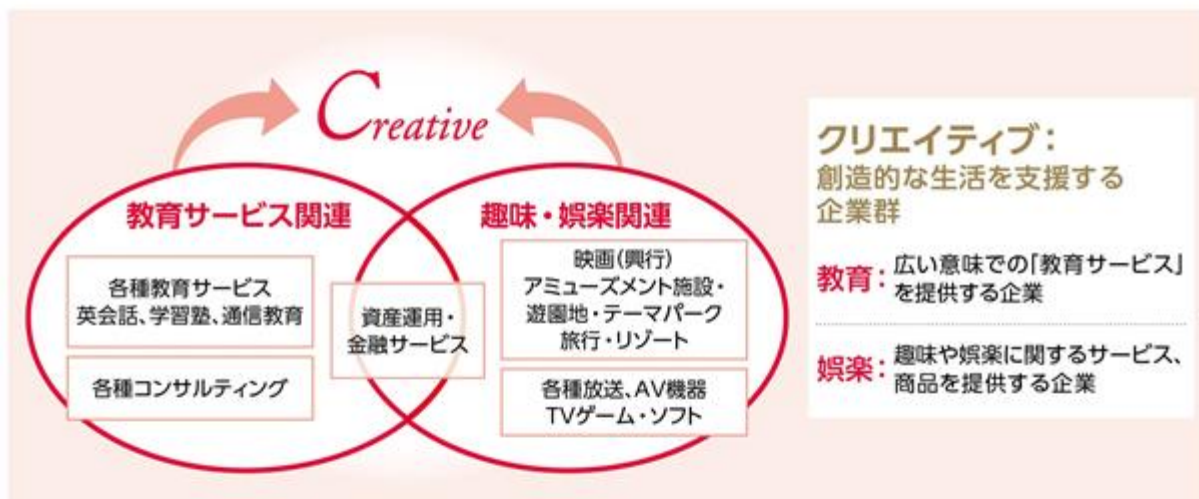 Creative
教育サービス関連
各種教育サービス
英会話、学習塾、通信教育
各種コンサルティング
資産運用・
金融サービス
趣味・娯楽関連
映画(興行)
アミューズメント施設・
遊園地・テーマパーク
旅行・リゾート
各種放送、AV機器
TVゲーム・ソフト
クリエイティブ:
創造的な生活を支援する
企業群
教育: 広い意味での「教育サービス」
を提供する企業
娯楽: 趣味や娯楽に関するサービス、
商品を提供する企業